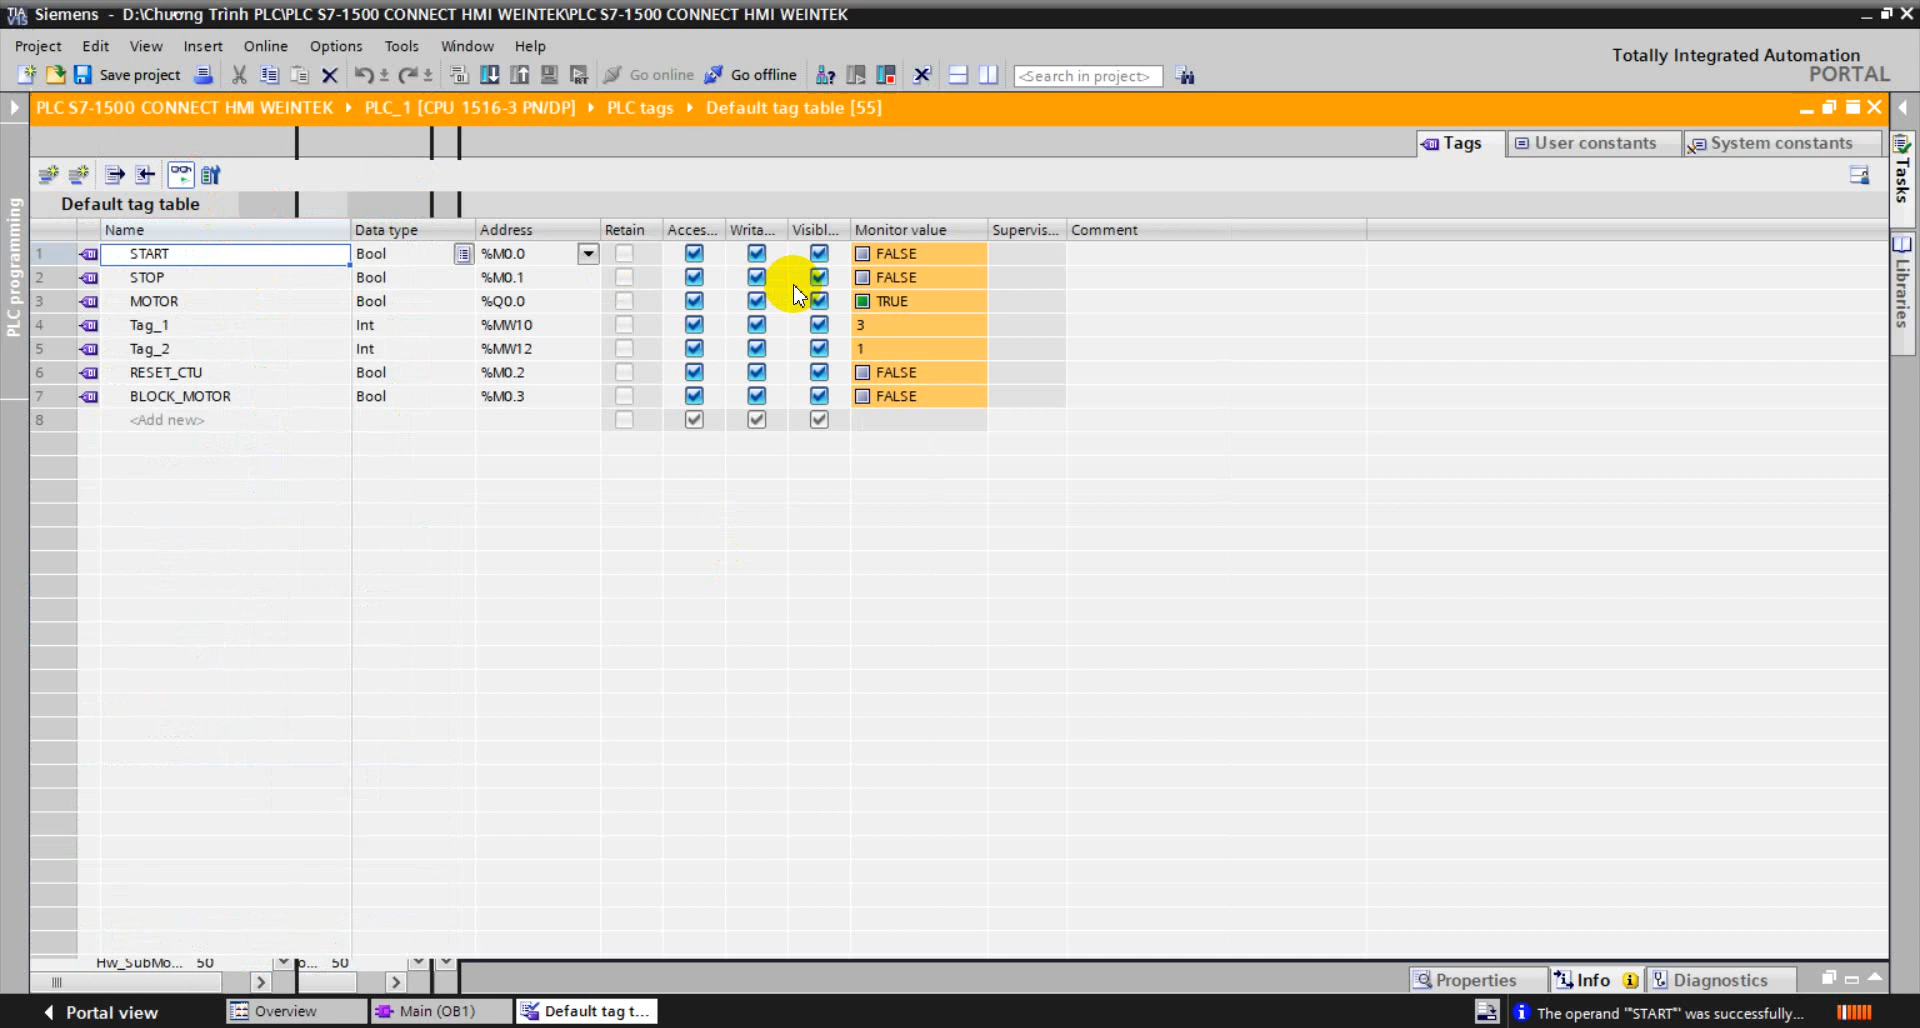 TIA V15 Siemens - D:\Chương Trình PLC\PLC S7-1500 CONNECT HMI WEINTEK\PLC S7-1500 CONNECT HMI WEINTEK
Project Edit View Insert Online Options Tools Window Help
Totally Integrated Automation
PORTAL
Save project Go online Go offline <Search in project>
PLC S7-1500 CONNECT HMI WEINTEK PLC_1 [CPU 1516-3 PN/DP] PLC tags Default tag table [55]
Tags User constants System constants
Default tag table
Name Data type Address Retain Acces... Writa... Visibl... Monitor value Supervis... Comment
1 START Bool %M0.0 FALSE
2 STOP Bool %M0.1 FALSE
3 MOTOR Bool %Q0.0 TRUE
4 Tag_1 Int %MW10 3
5 Tag_2 Int %MW12 1
6 RESET_CTU Bool %M0.2 FALSE
7 BLOCK_MOTOR Bool %M0.3 FALSE
8 <Add new>
PLC programming
Tasks
Libraries
Hw_SubMo... 50 o... 50
Properties Info Diagnostics
Portal view Overview Main (OB1) Default tag t... The operand '"START"' was successfully...